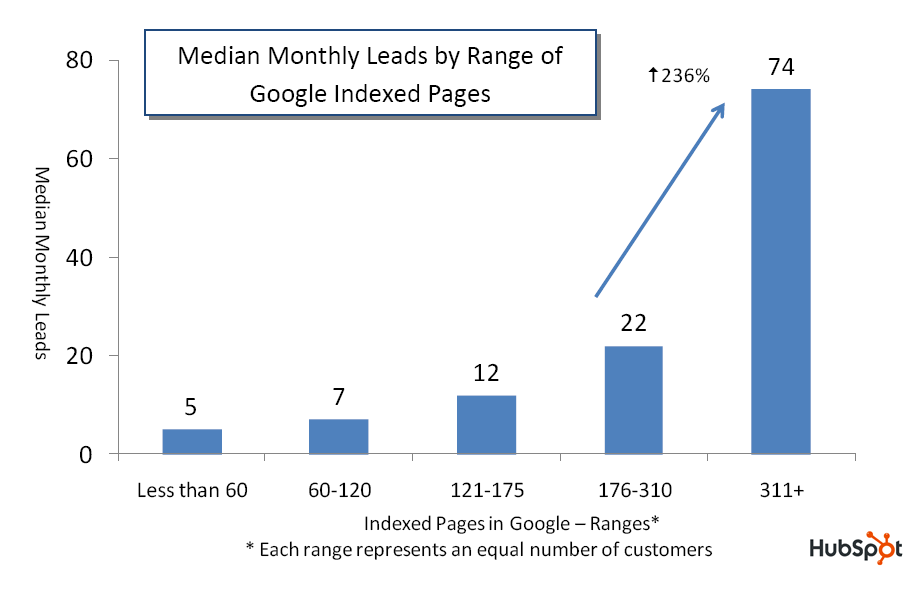 Median Monthly Leads by Range of
Google Indexed Pages
↑236%
74
80
60
40
20
0
Median Monthly Leads
5
7
12
22
Less than 60
60-120
121-175
176-310
311+
Indexed Pages in Google – Ranges*
* Each range represents an equal number of customers
HubSpot